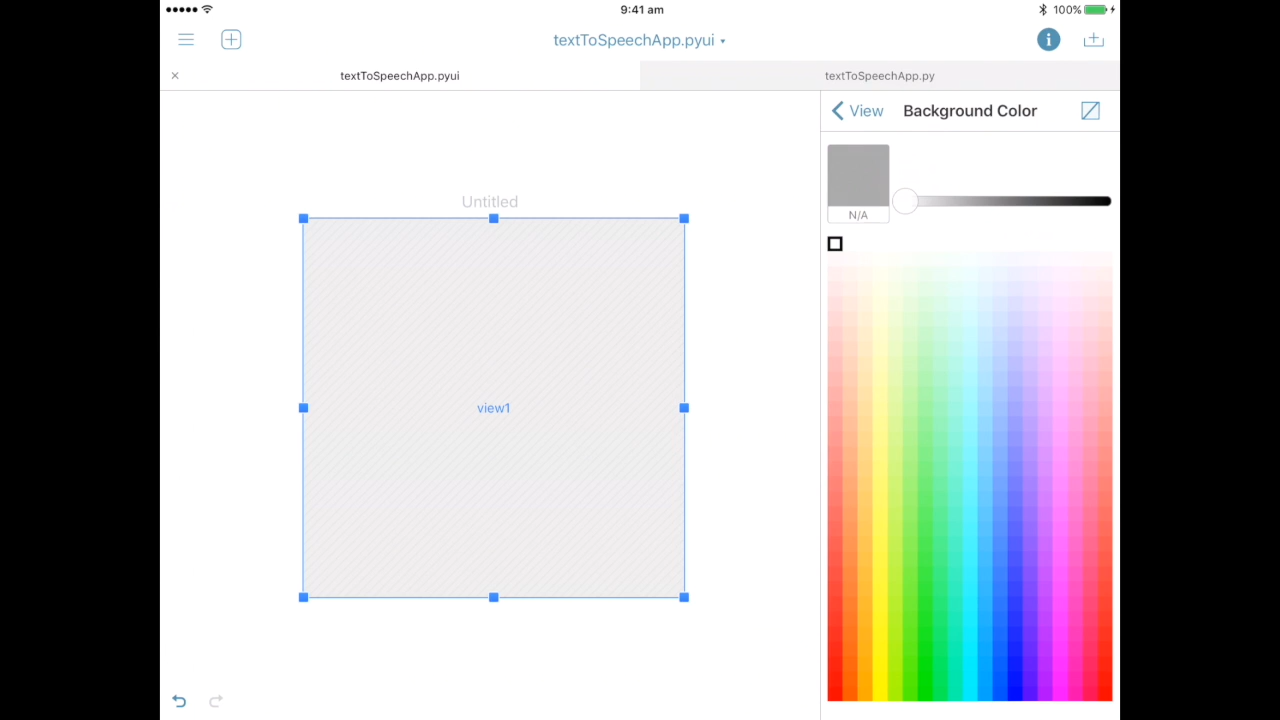 9:41 am
100%
textToSpeechApp.pyui
textToSpeechApp.pyui
textToSpeechApp.py
View
Background Color
N/A
Untitled
view1